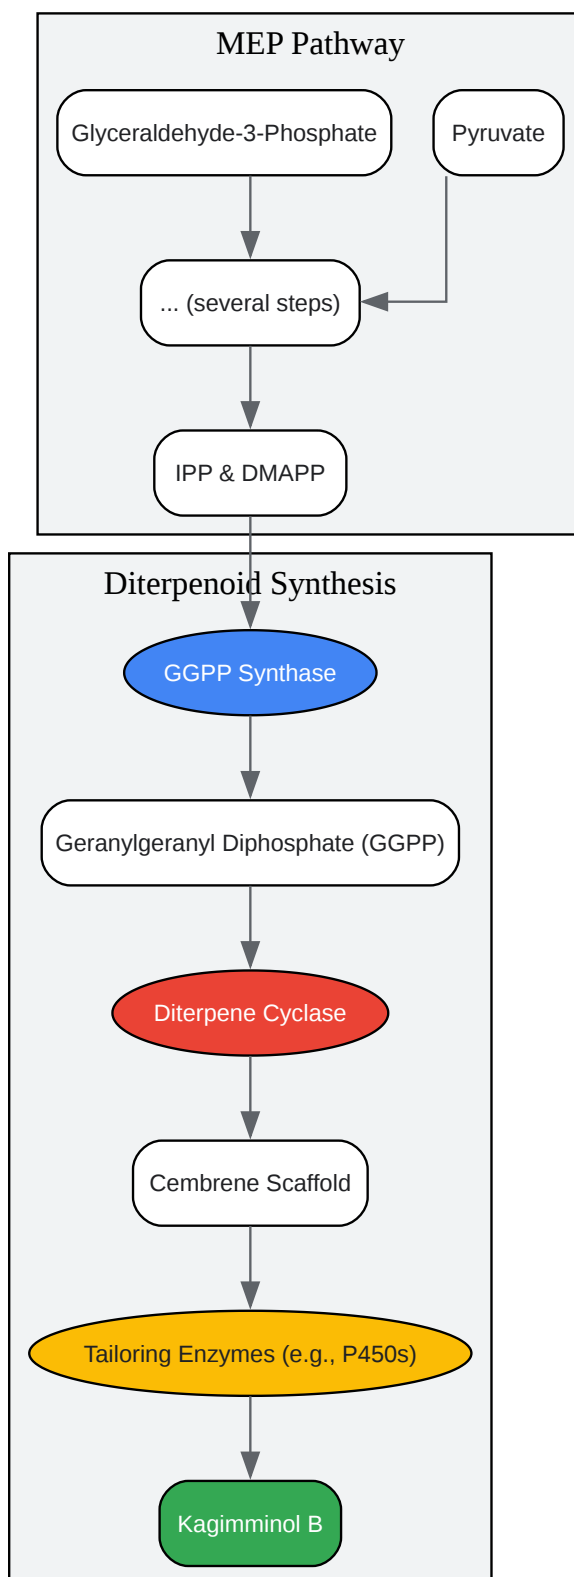 MEP Pathway
Glyceraldehyde-3-Phosphate
Pyruvate
... (several steps)
IPP & DMAPP
Diterpenoid Synthesis
GGPP Synthase
Geranylgeranyl Diphosphate (GGPP)
Diterpene Cyclase
Cembrene Scaffold
Tailoring Enzymes (e.g., P450s)
Kagimminol B